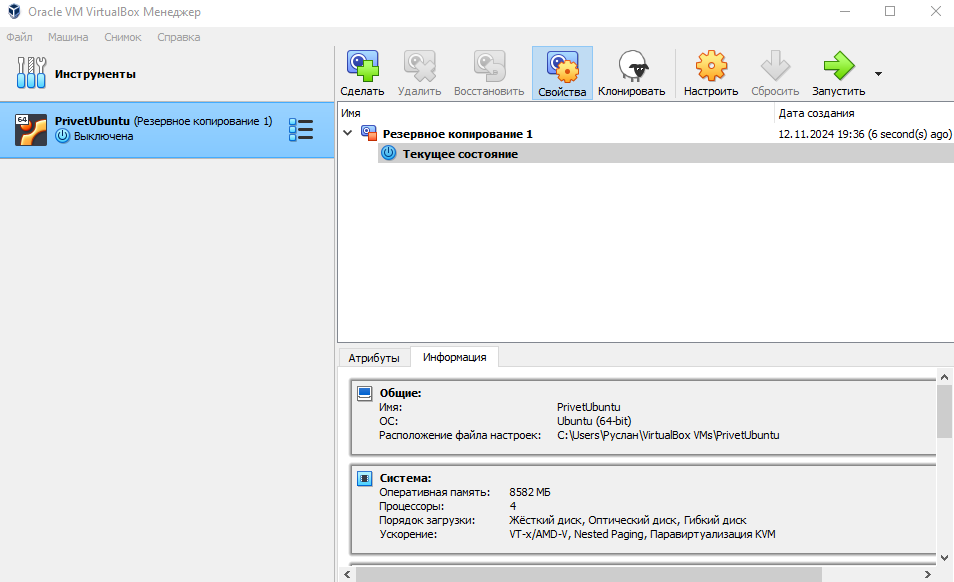 Oracle VM VirtualBox Менеджер
Файл Машина Снимок Справка
Инструменты
Сделать Удалить Восстановить Свойства Клонировать Настроить Сбросить Запустить
64
PrivetUbuntu (Резервное копирование 1)
Выключена
Имя Дата создания
Резервное копирование 1 12.11.2024 19:36 (6 second(s) ago)
Текущее состояние
Атрибуты Информация
Общие:
Имя: PrivetUbuntu
ОС: Ubuntu (64-bit)
Расположение файла настроек: C:\Users\Руслан\VirtualBox VMs\PrivetUbuntu
Система:
Оперативная память: 8582 МБ
Процессоры: 4
Порядок загрузки: Жёсткий диск, Оптический диск, Гибкий диск
Ускорение: VT-x/AMD-V, Nested Paging, Паравиртуализация KVM